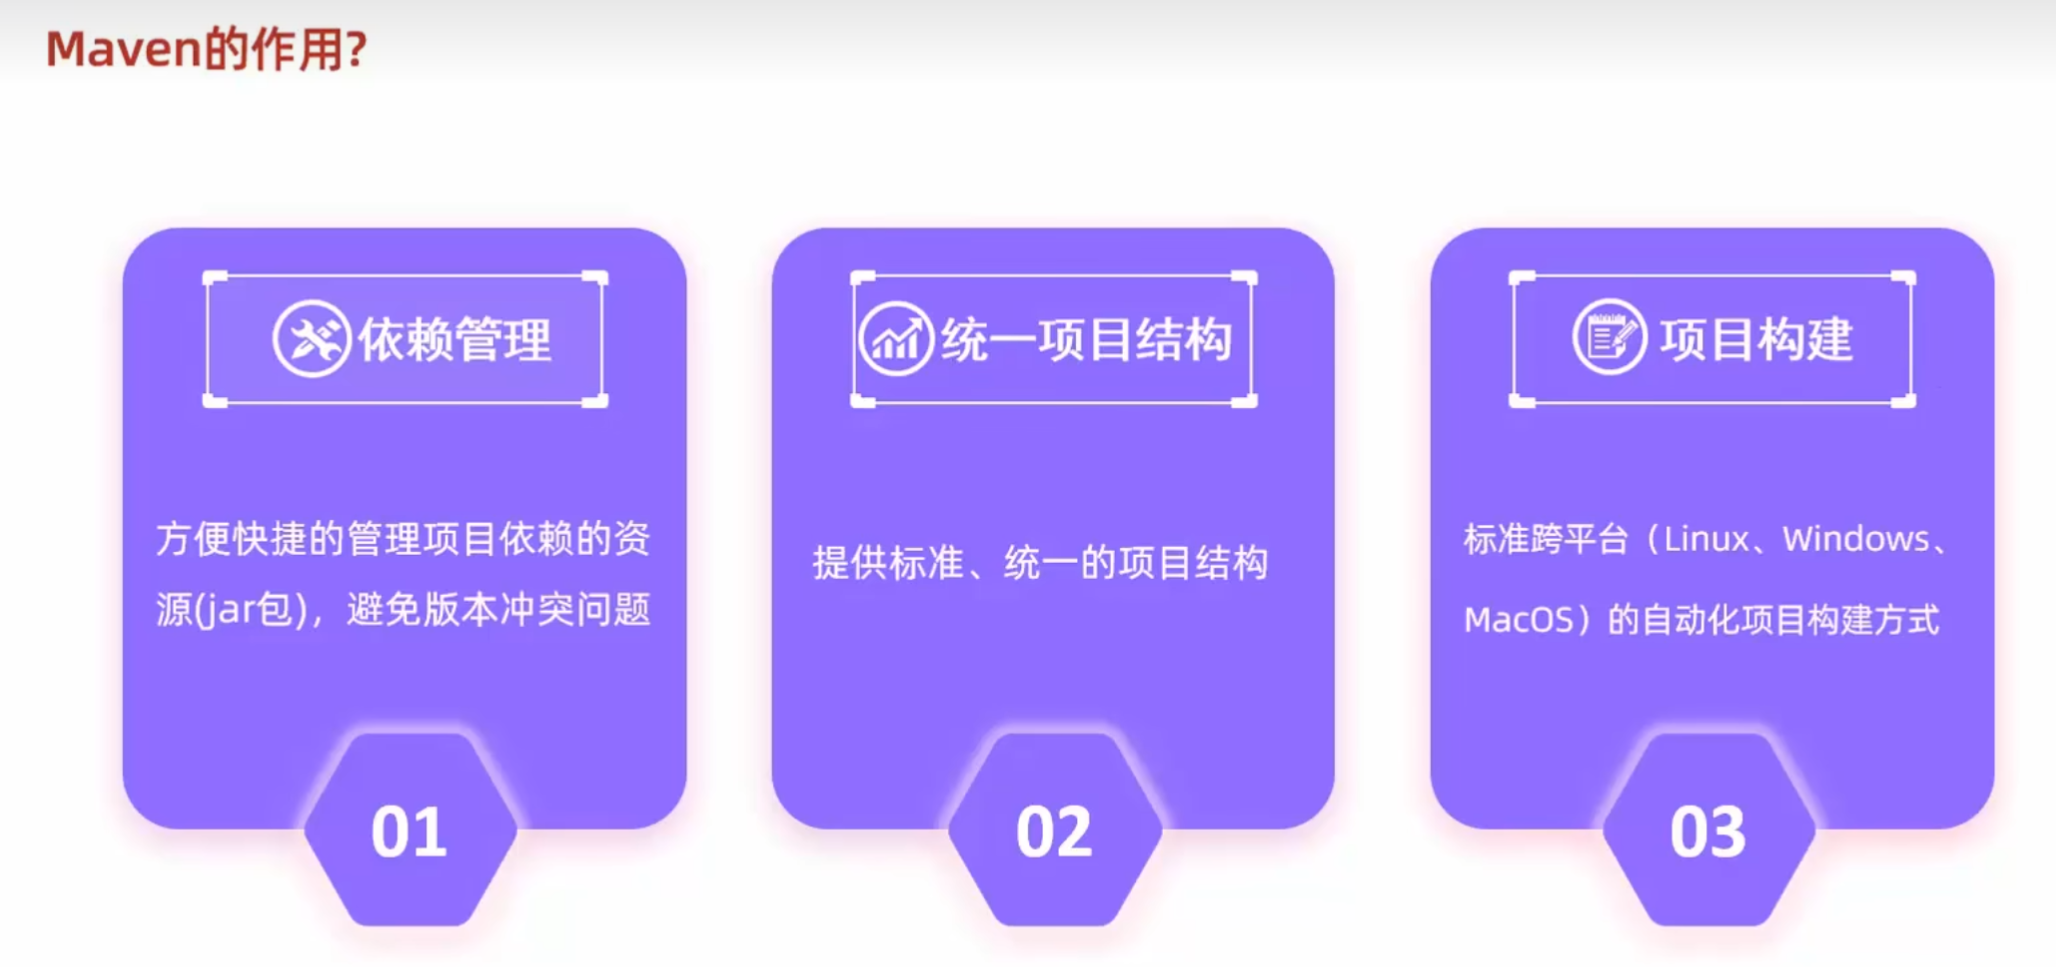 Maven的作用?
依赖管理
方便快捷的管理项目依赖的资
源(jar包)，避免版本冲突问题
01
统一项目结构
提供标准、统一的项目结构
02
项目构建
标准跨平台（Linux、Windows、
MacOS）的自动化项目构建方式
03